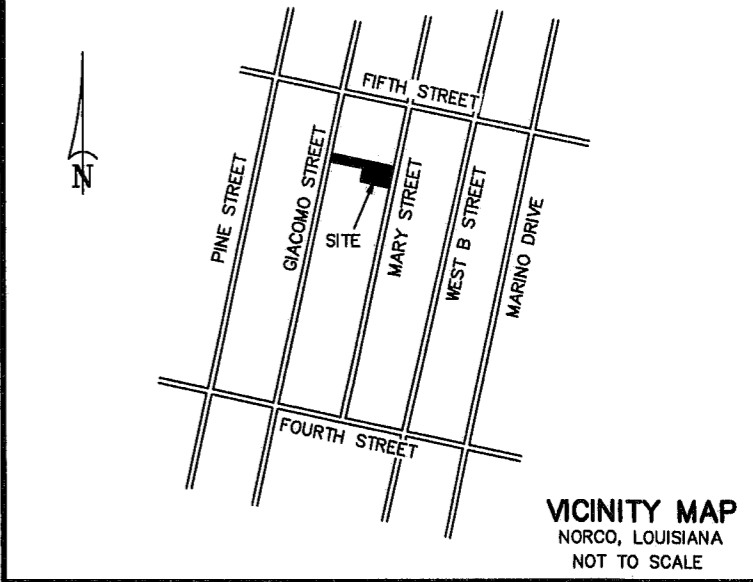 FIFTH STREET
N
PINE STREET
GIACOMO STREET
SITE
MARY STREET
WEST B STREET
MARINO DRIVE
FOURTH STREET
VICINITY MAP
NORCO, LOUISIANA
NOT TO SCALE